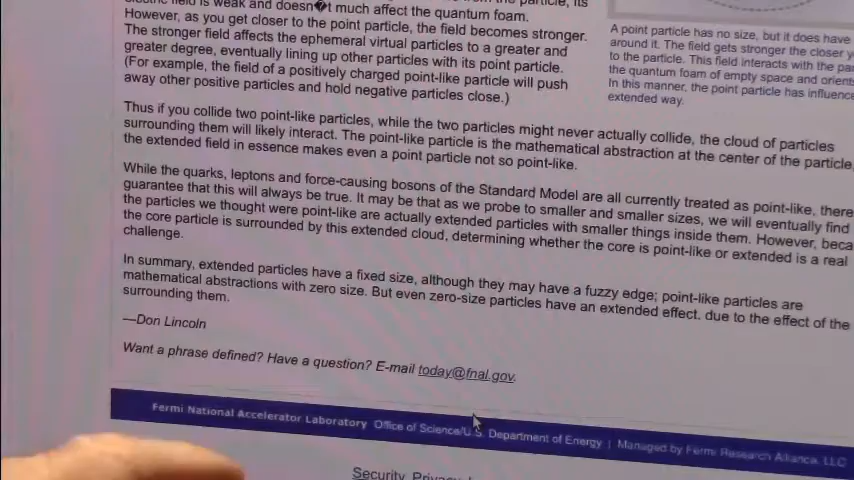 electric field is weak and doesn�t much affect the quantum foam.
However, as you get closer to the point particle, the field becomes stronger.
The stronger field affects the ephemeral virtual particles to a greater and
greater degree, eventually lining up other particles with its point particle.
(For example, the field of a positively charged point-like particle will push
away other positive particles and hold negative particles close.)
A point particle has no size, but it does have
around it. The field gets stronger the closer y
to the particle. This field interacts with the pa
the quantum foam of empty space and orients
In this manner, the point particle has influence
extended way.
Thus if you collide two point-like particles, while the two particles might never actually collide, the cloud of particles
surrounding them will likely interact. The point-like particle is the mathematical abstraction at the center of the particle,
the extended field in essence makes even a point particle not so point-like.
While the quarks, leptons and force-causing bosons of the Standard Model are all currently treated as point-like, there
guarantee that this will always be true. It may be that as we probe to smaller and smaller sizes, we will eventually find
the particles we thought were point-like are actually extended particles with smaller things inside them. However, beca
the core particle is surrounded by this extended cloud, determining whether the core is point-like or extended is a real
challenge.
In summary, extended particles have a fixed size, although they may have a fuzzy edge; point-like particles are
mathematical abstractions with zero size. But even zero-size particles have an extended effect. due to the effect of the
surrounding them.
—Don Lincoln
Want a phrase defined? Have a question? E-mail today@fnal.gov.
Fermi National Accelerator Laboratory Office of Science/U.S. Department of Energy | Managed by Fermi Research Alliance, LLC
Security, Privacy